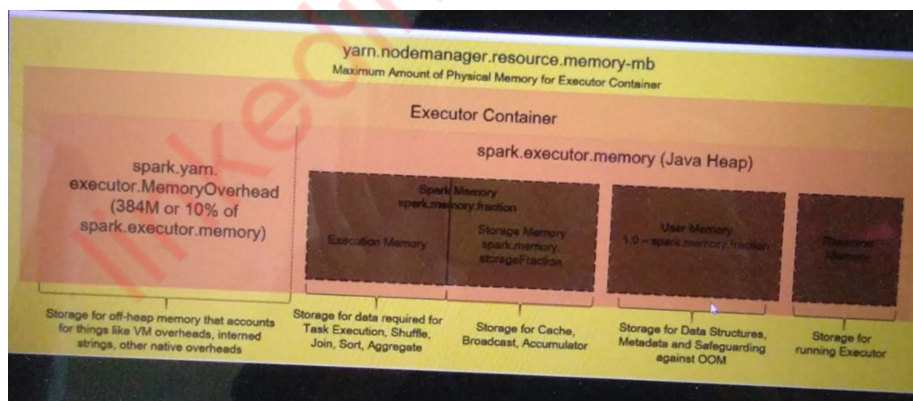 yarn.nodemanager.resource.memory-mb
Maximum Amount of Physical Memory for Executor Container
Executor Container
spark.executor.memory (Java Heap)
spark.yarn.
executor.MemoryOverhead
(384M or 10% of
spark.executor.memory)
Spark Memory
spark.memory.fraction
Execution Memory
Storage Memory
spark.memory.
storageFraction
User Memory
1.0 – spark.memory.fraction
Memory
Storage for off-heap memory that accounts
for things like VM overheads, interned
strings, other native overheads
Storage for data required for
Task Execution, Shuffle,
Join, Sort, Aggregate
Storage for Cache,
Broadcast, Accumulator
Storage for Data Structures,
Metadata and Safeguarding
against OOM
Storage for
running Executor
linkedin